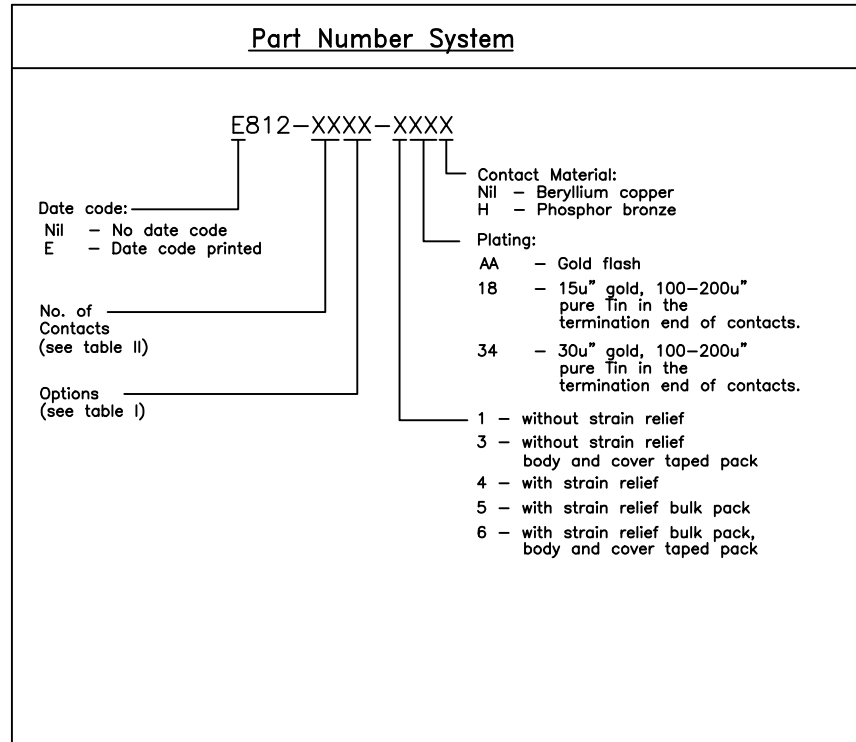 Part Number System
E812-XXXX-XXXX
Date code:
Nil - No date code
E - Date code printed
No. of
Contacts
(see table II)
Options
(see table I)
Contact Material:
Nil - Beryllium copper
H - Phosphor bronze
Plating:
AA - Gold flash
18 - 15u" gold, 100-200u"
pure Tin in the
termination end of contacts.
34 - 30u" gold, 100-200u"
pure Tin in the
termination end of contacts.
1 - without strain relief
3 - without strain relief
body and cover taped pack
4 - with strain relief
5 - with strain relief bulk pack
6 - with strain relief bulk pack,
body and cover taped pack